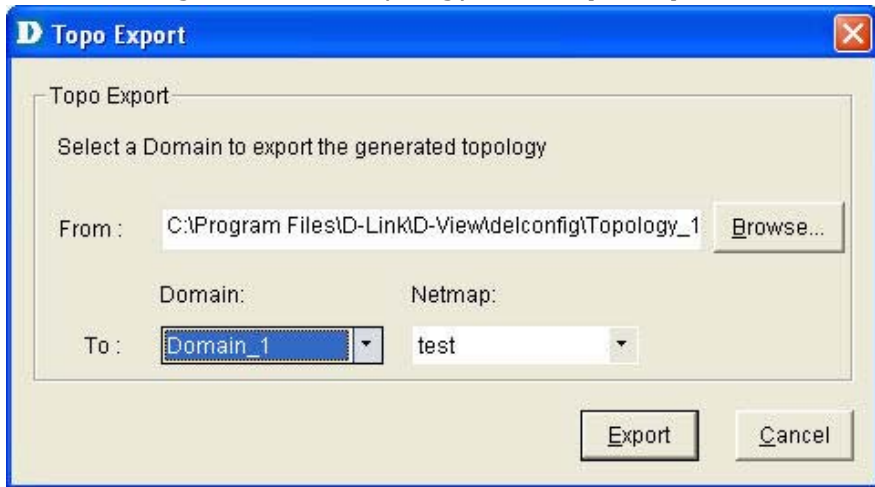 D Topo Export
Topo Export
Select a Domain to export the generated topology
From : C:\Program Files\D-Link\D-View\delconfig\Topology_1 Browse...
Domain: Netmap:
To : Domain_1 test
Export Cancel